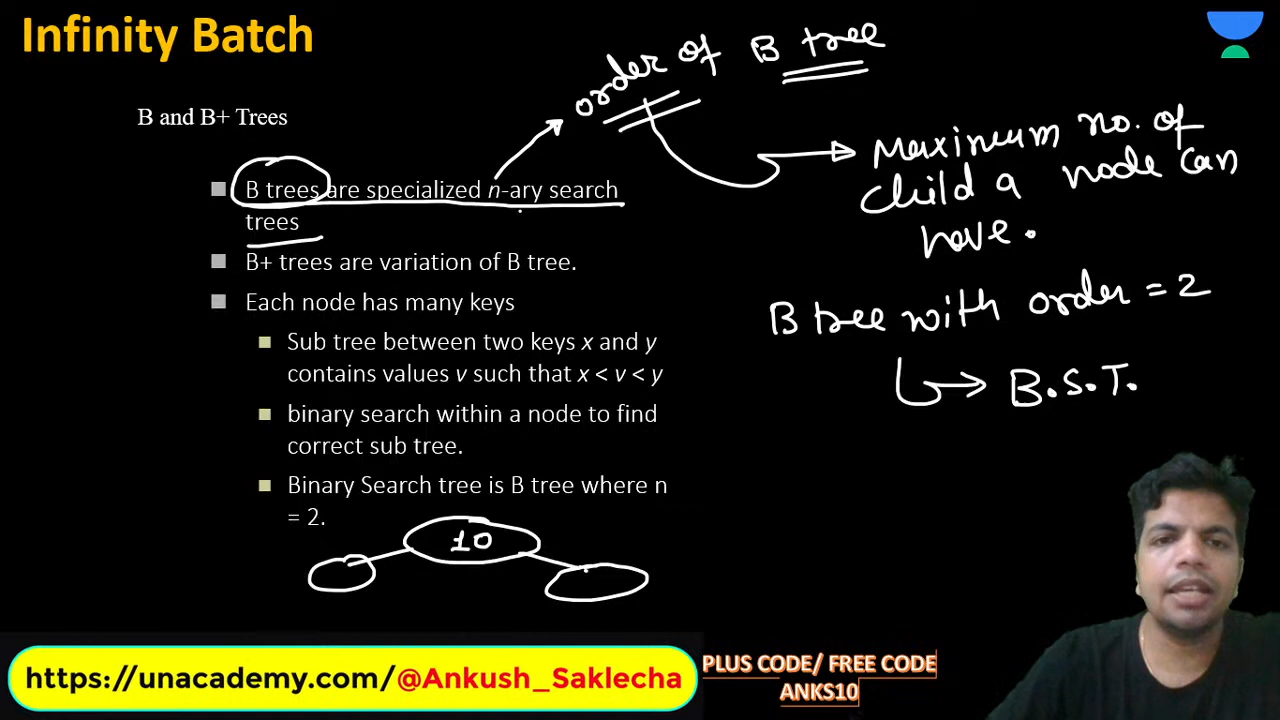 Infinity Batch
order of B tree
B and B+ Trees
Maximum no. of
child a node can
have.
B trees are specialized n-ary search
trees
B+ trees are variation of B tree.
Each node has many keys
Sub tree between two keys x and y
contains values v such that x < v < y
binary search within a node to find
correct sub tree.
Binary Search tree is B tree where n
= 2.
B tree with order = 2
B.S.T.
10
https://unacademy.com/@Ankush_Saklecha
PLUS CODE/ FREE CODE
ANKS10